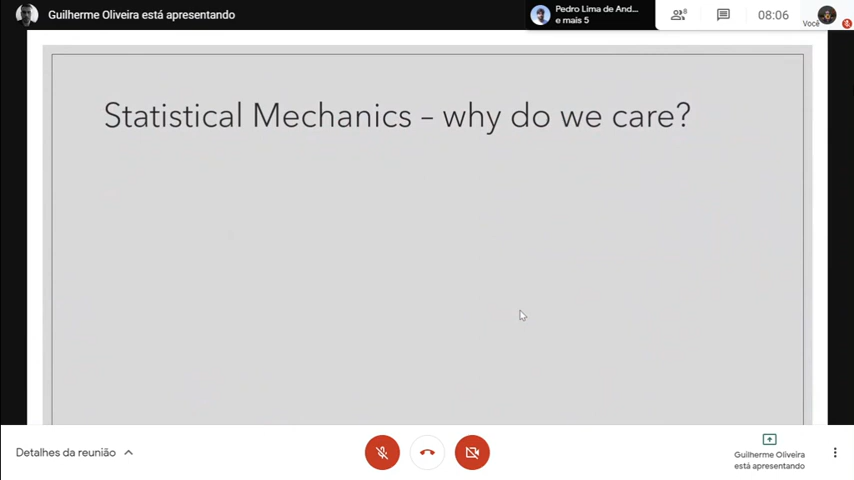 Guilherme Oliveira está apresentando
Pedro Lima de And...
e mais 5
8
08:06
Você
Statistical Mechanics – why do we care?
Detalhes da reunião
Guilherme Oliveira
está apresentando